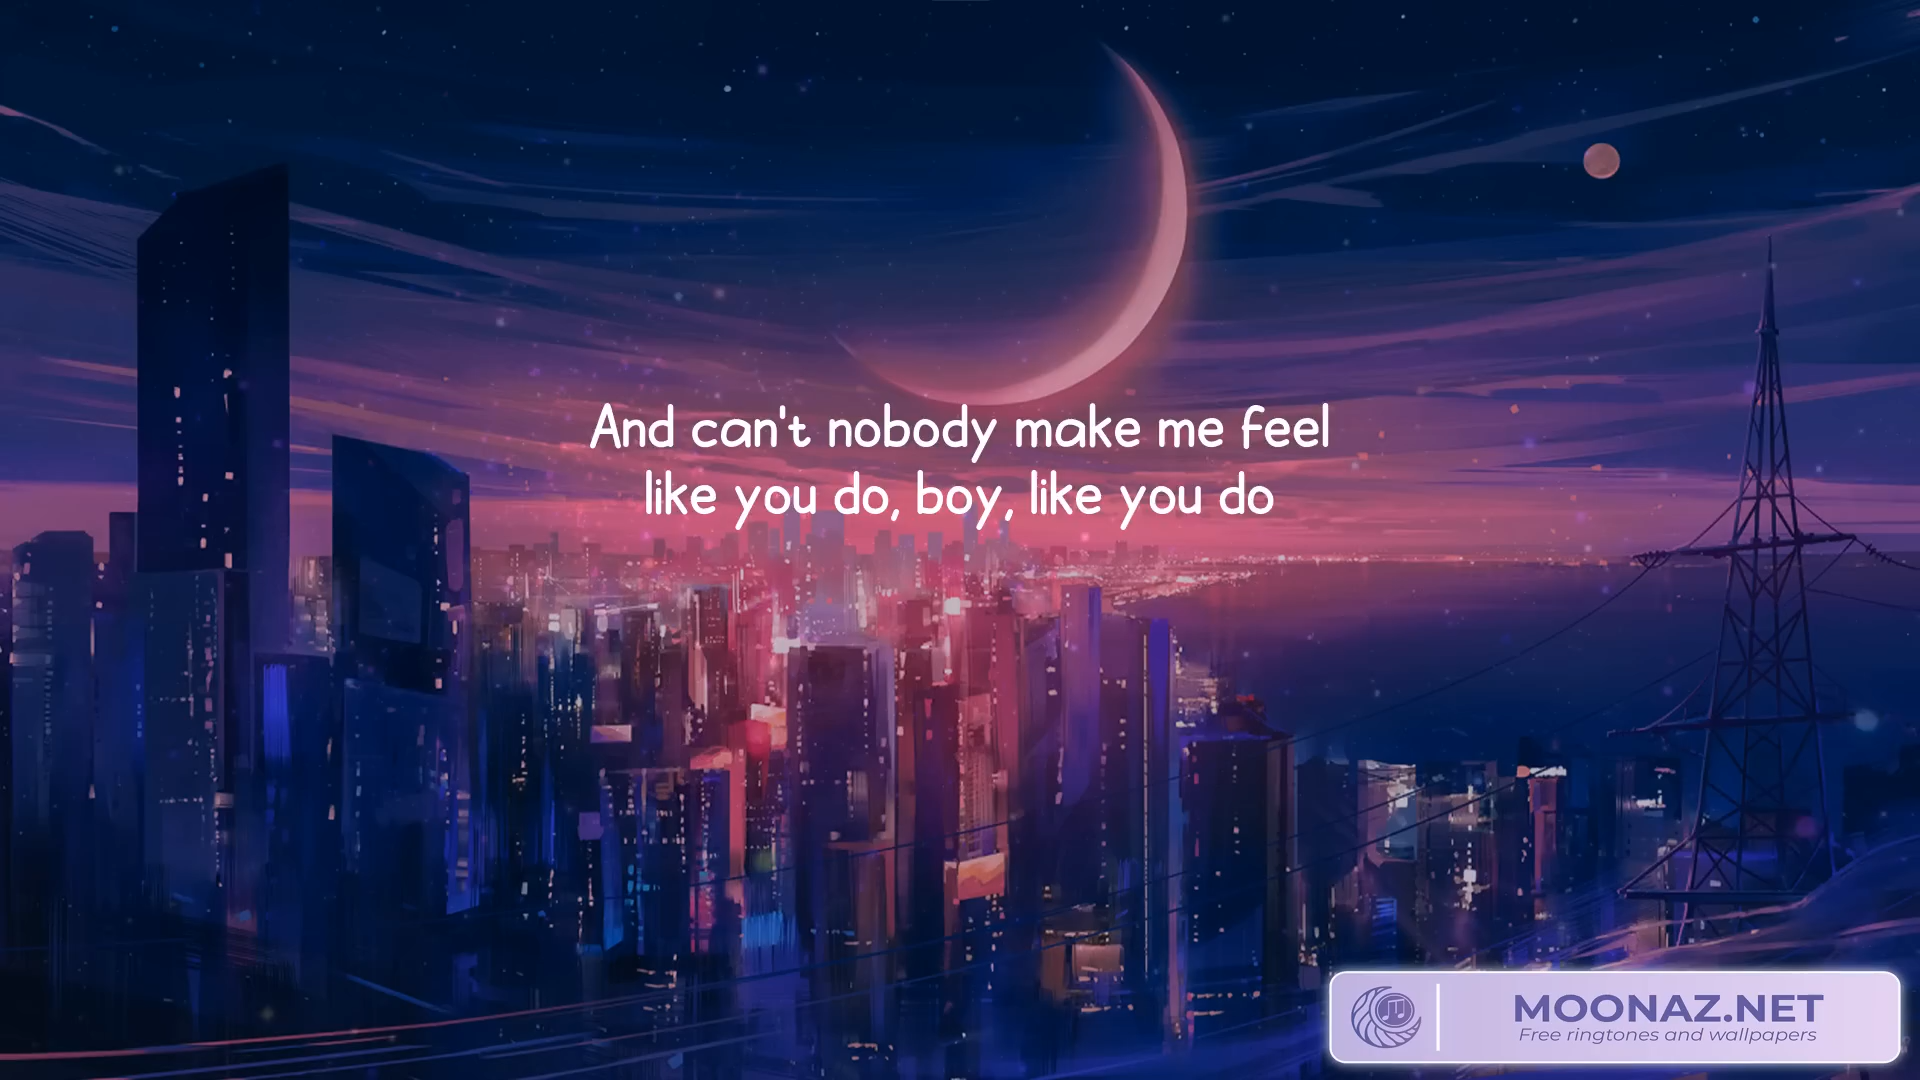 And can't nobody make me feel
like you do, boy, like you do
MOONAZ.NET
Free ringtones and wallpapers